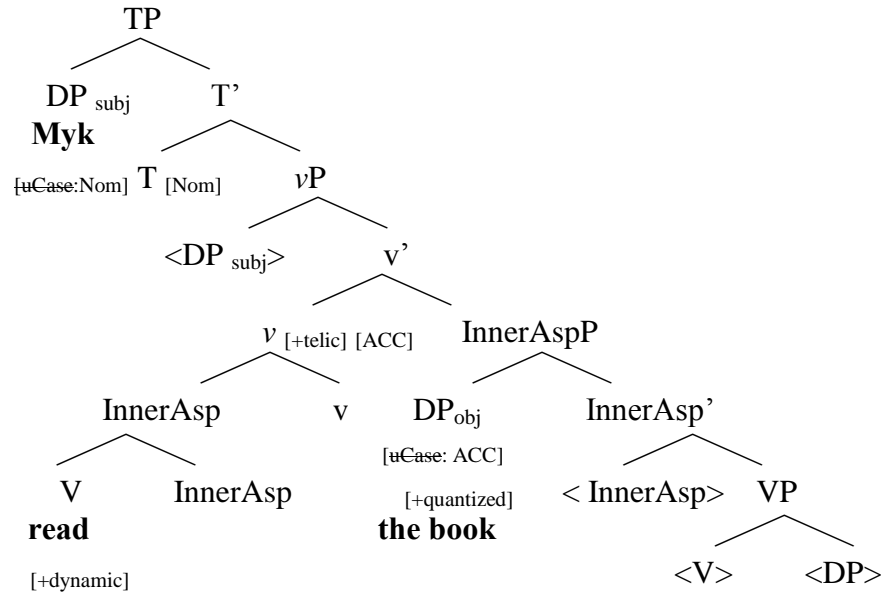 TP
DP subj T’
Myk
[uCase:Nom] T [Nom] vP
<DP subj> v’
v [+telic] [ACC] InnerAspP
InnerAsp v DPobj InnerAsp’
[uCase: ACC]
V InnerAsp [+quantized] < InnerAsp> VP
read the book
[+dynamic] <V> <DP>